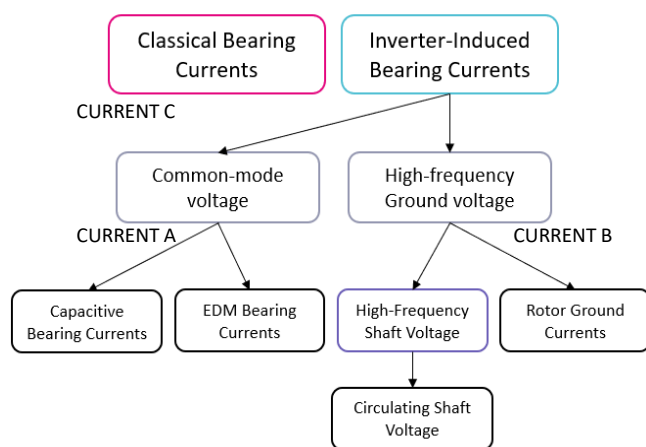 Classical Bearing
Currents
Inverter-Induced
Bearing Currents
CURRENT C
Common-mode
voltage
High-frequency
Ground voltage
CURRENT A
CURRENT B
Capacitive
Bearing Currents
EDM Bearing
Currents
High-Frequency
Shaft Voltage
Rotor Ground
Currents
Circulating Shaft
Voltage